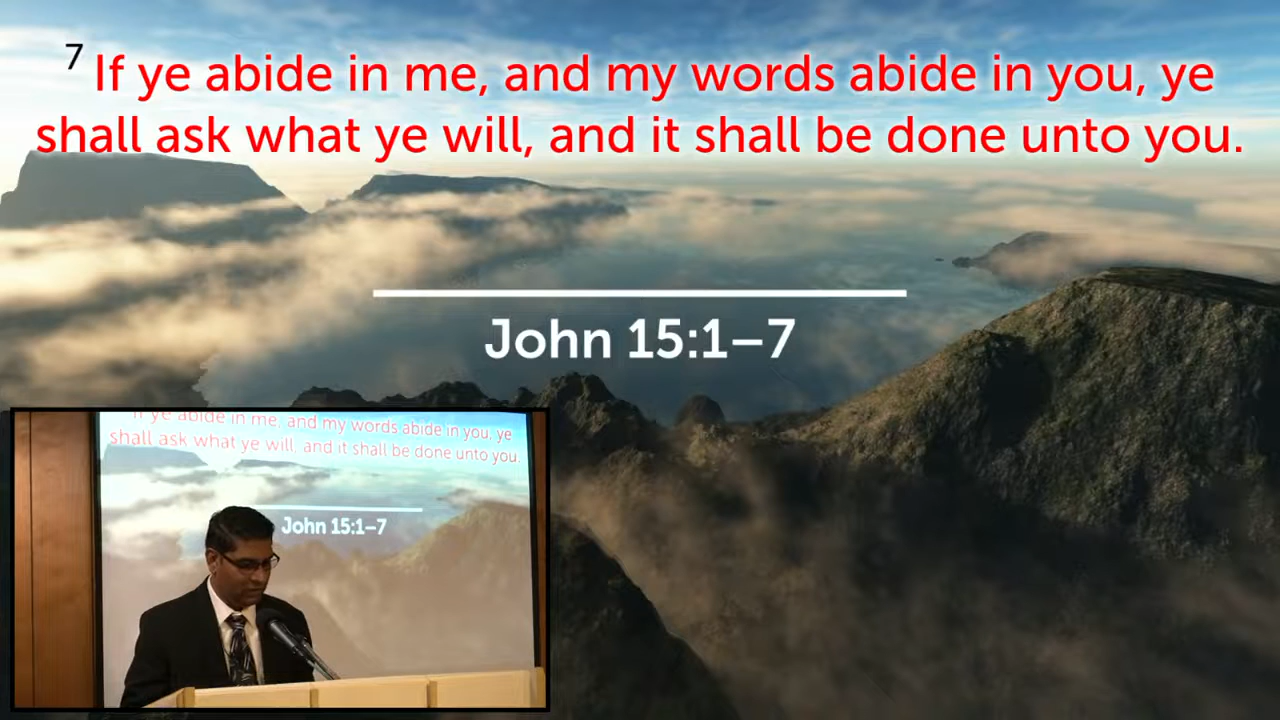 7 If ye abide in me, and my words abide in you, ye
shall ask what ye will, and it shall be done unto you.
John 15:1–7
If ye abide in me, and my words abide in you, ye
shall ask what ye will, and it shall be done unto you.
John 15:1–7